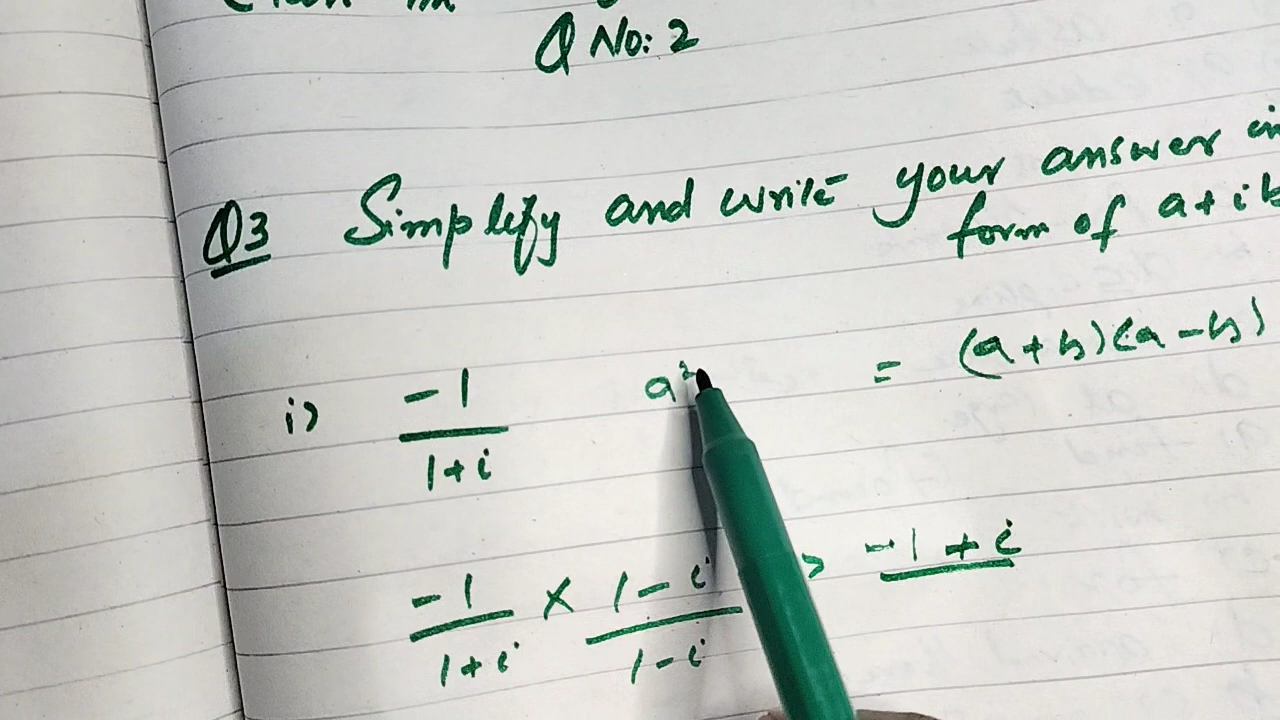 Q No: 2
Q3 Simplify and write your answer in
form of a + ib
i) -1/1+i a² = (a+b)(a-b)
-1/1+i × 1-i/1-i = -1+i